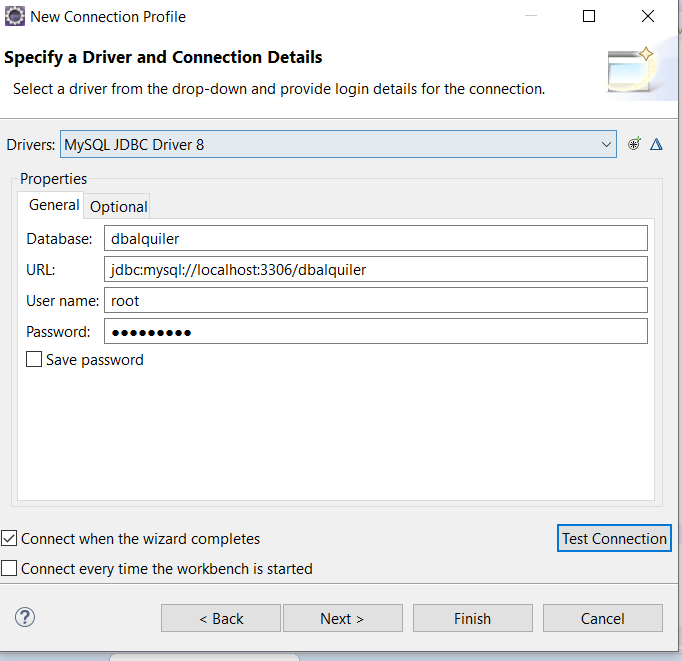 New Connection Profile
Specify a Driver and Connection Details
Select a driver from the drop-down and provide login details for the connection.
Drivers: MySQL JDBC Driver 8
Properties
General Optional
Database: dbalquiler
URL: jdbc:mysql://localhost:3306/dbalquiler
User name: root
Password: ●●●●●●●●●
Save password
Connect when the wizard completes
Test Connection
Connect every time the workbench is started
? < Back Next > Finish Cancel